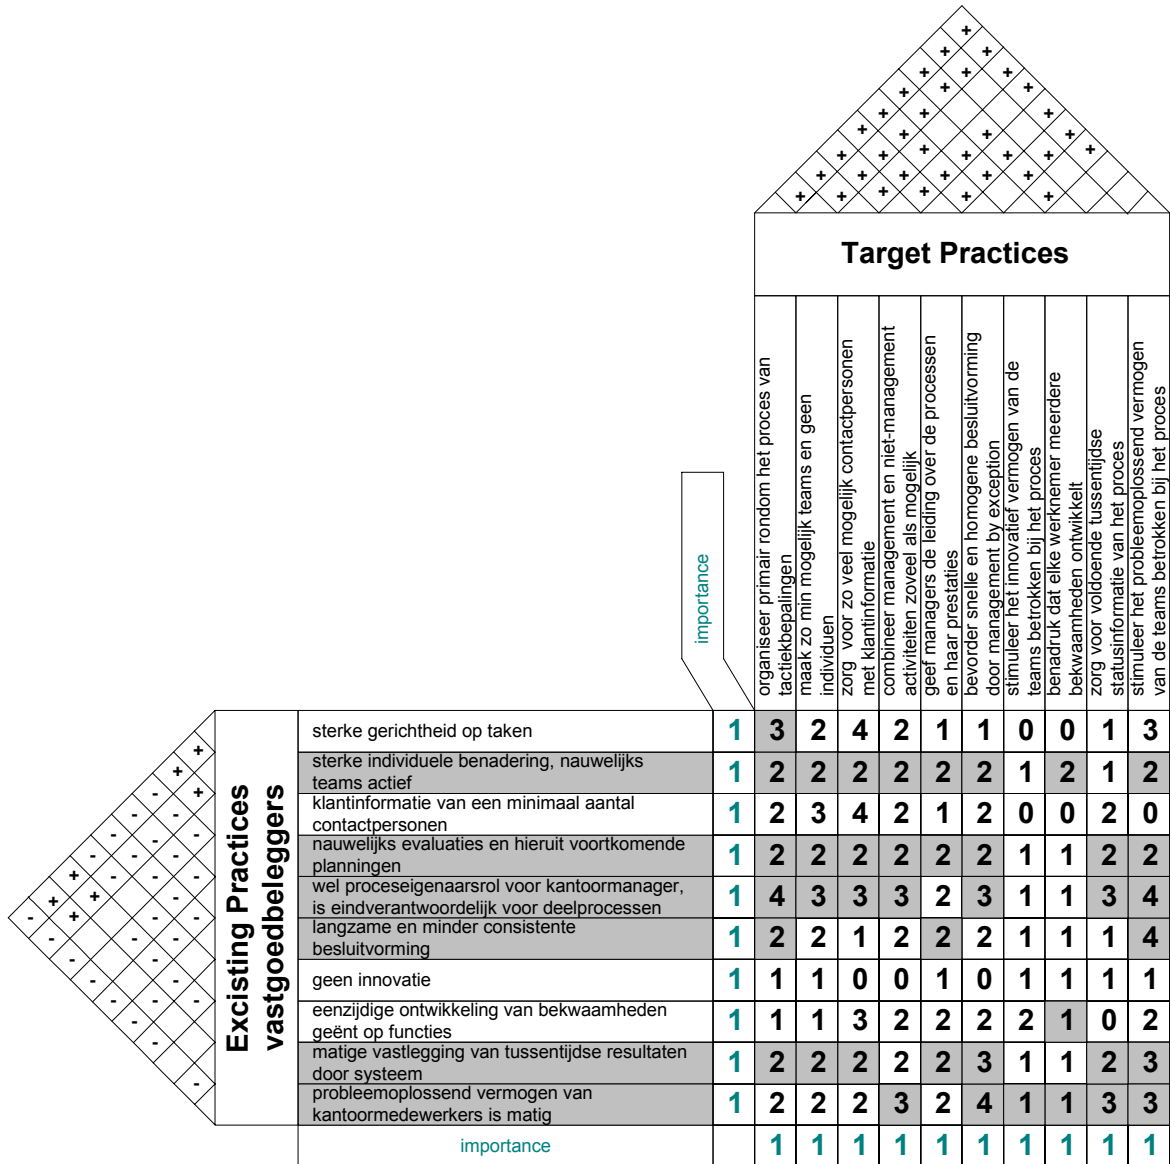 Target Practices
organiseer primair rondom het proces van
tactiekbepalingen
maak zo min mogelijk teams en geen
individuen
zorg voor zo veel mogelijk contactpersonen
met klantinformatie
combineer management en niet-management
activiteiten zoveel als mogelijk
geef managers de leiding over de processen
en haar prestaties
bevorder snelle en homogene besluitvorming
door management by exception
stimuleer het innovatief vermogen van de
teams betrokken bij het proces
benadruk dat elke werknemer meerdere
bekwaamheden ontwikkelt
zorg voor voldoende tussentijdse
statusinformatie van het proces
stimuleer het probleemoplossend vermogen
van de teams betrokken bij het proces
importance
Excisting Practices
vastgoedbeleggers
sterke gerichtheid op taken 1 3 2 4 2 1 1 0 0 1 3
sterke individuele benadering, nauwelijks
teams actief 1 2 2 2 2 2 2 1 2 1 2
klantinformatie van een minimaal aantal
contactpersonen 1 2 3 4 2 1 2 0 0 2 0
nauwelijks evaluaties en hieruit voortkomende
planningen 1 2 2 2 2 2 2 1 1 2 2
wel proceseigenaarsrol voor kantoormanager,
is eindverantwoordelijk voor deelprocessen 1 4 3 3 3 2 3 1 1 3 4
langzame en minder consistente
besluitvorming 1 2 2 1 2 2 2 1 1 1 4
geen innovatie 1 1 1 0 0 1 0 1 1 1 1
eenzijdige ontwikkeling van bekwaamheden
geënt op functies 1 1 1 3 2 2 2 2 1 0 2
matige vastlegging van tussentijdse resultaten
door systeem 1 2 2 2 2 2 3 1 1 2 3
probleemoplossend vermogen van
kantoormedewerkers is matig 1 2 2 2 3 2 4 1 1 3 3
importance 1 1 1 1 1 1 1 1 1 1